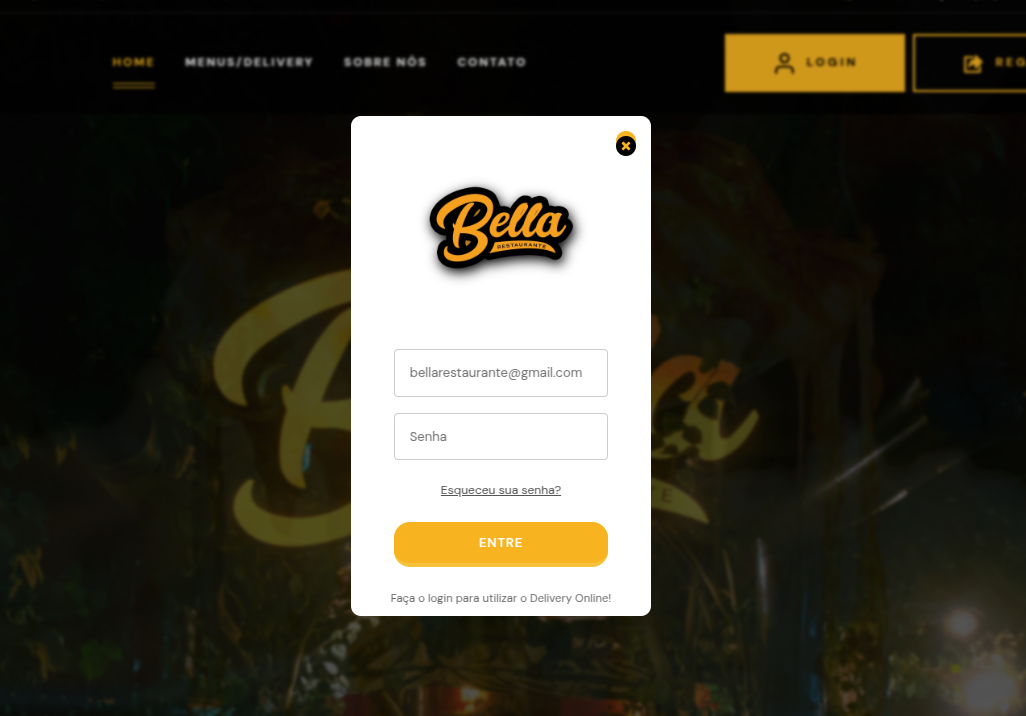 HOME MENUS/DELIVERY SOBRE NÓS CONTATO LOGIN REG
Bella
RESTAURANTE
bellarestaurante@gmail.com
Senha
Esqueceu sua senha?
ENTRE
Faça o login para utilizar o Delivery Online!